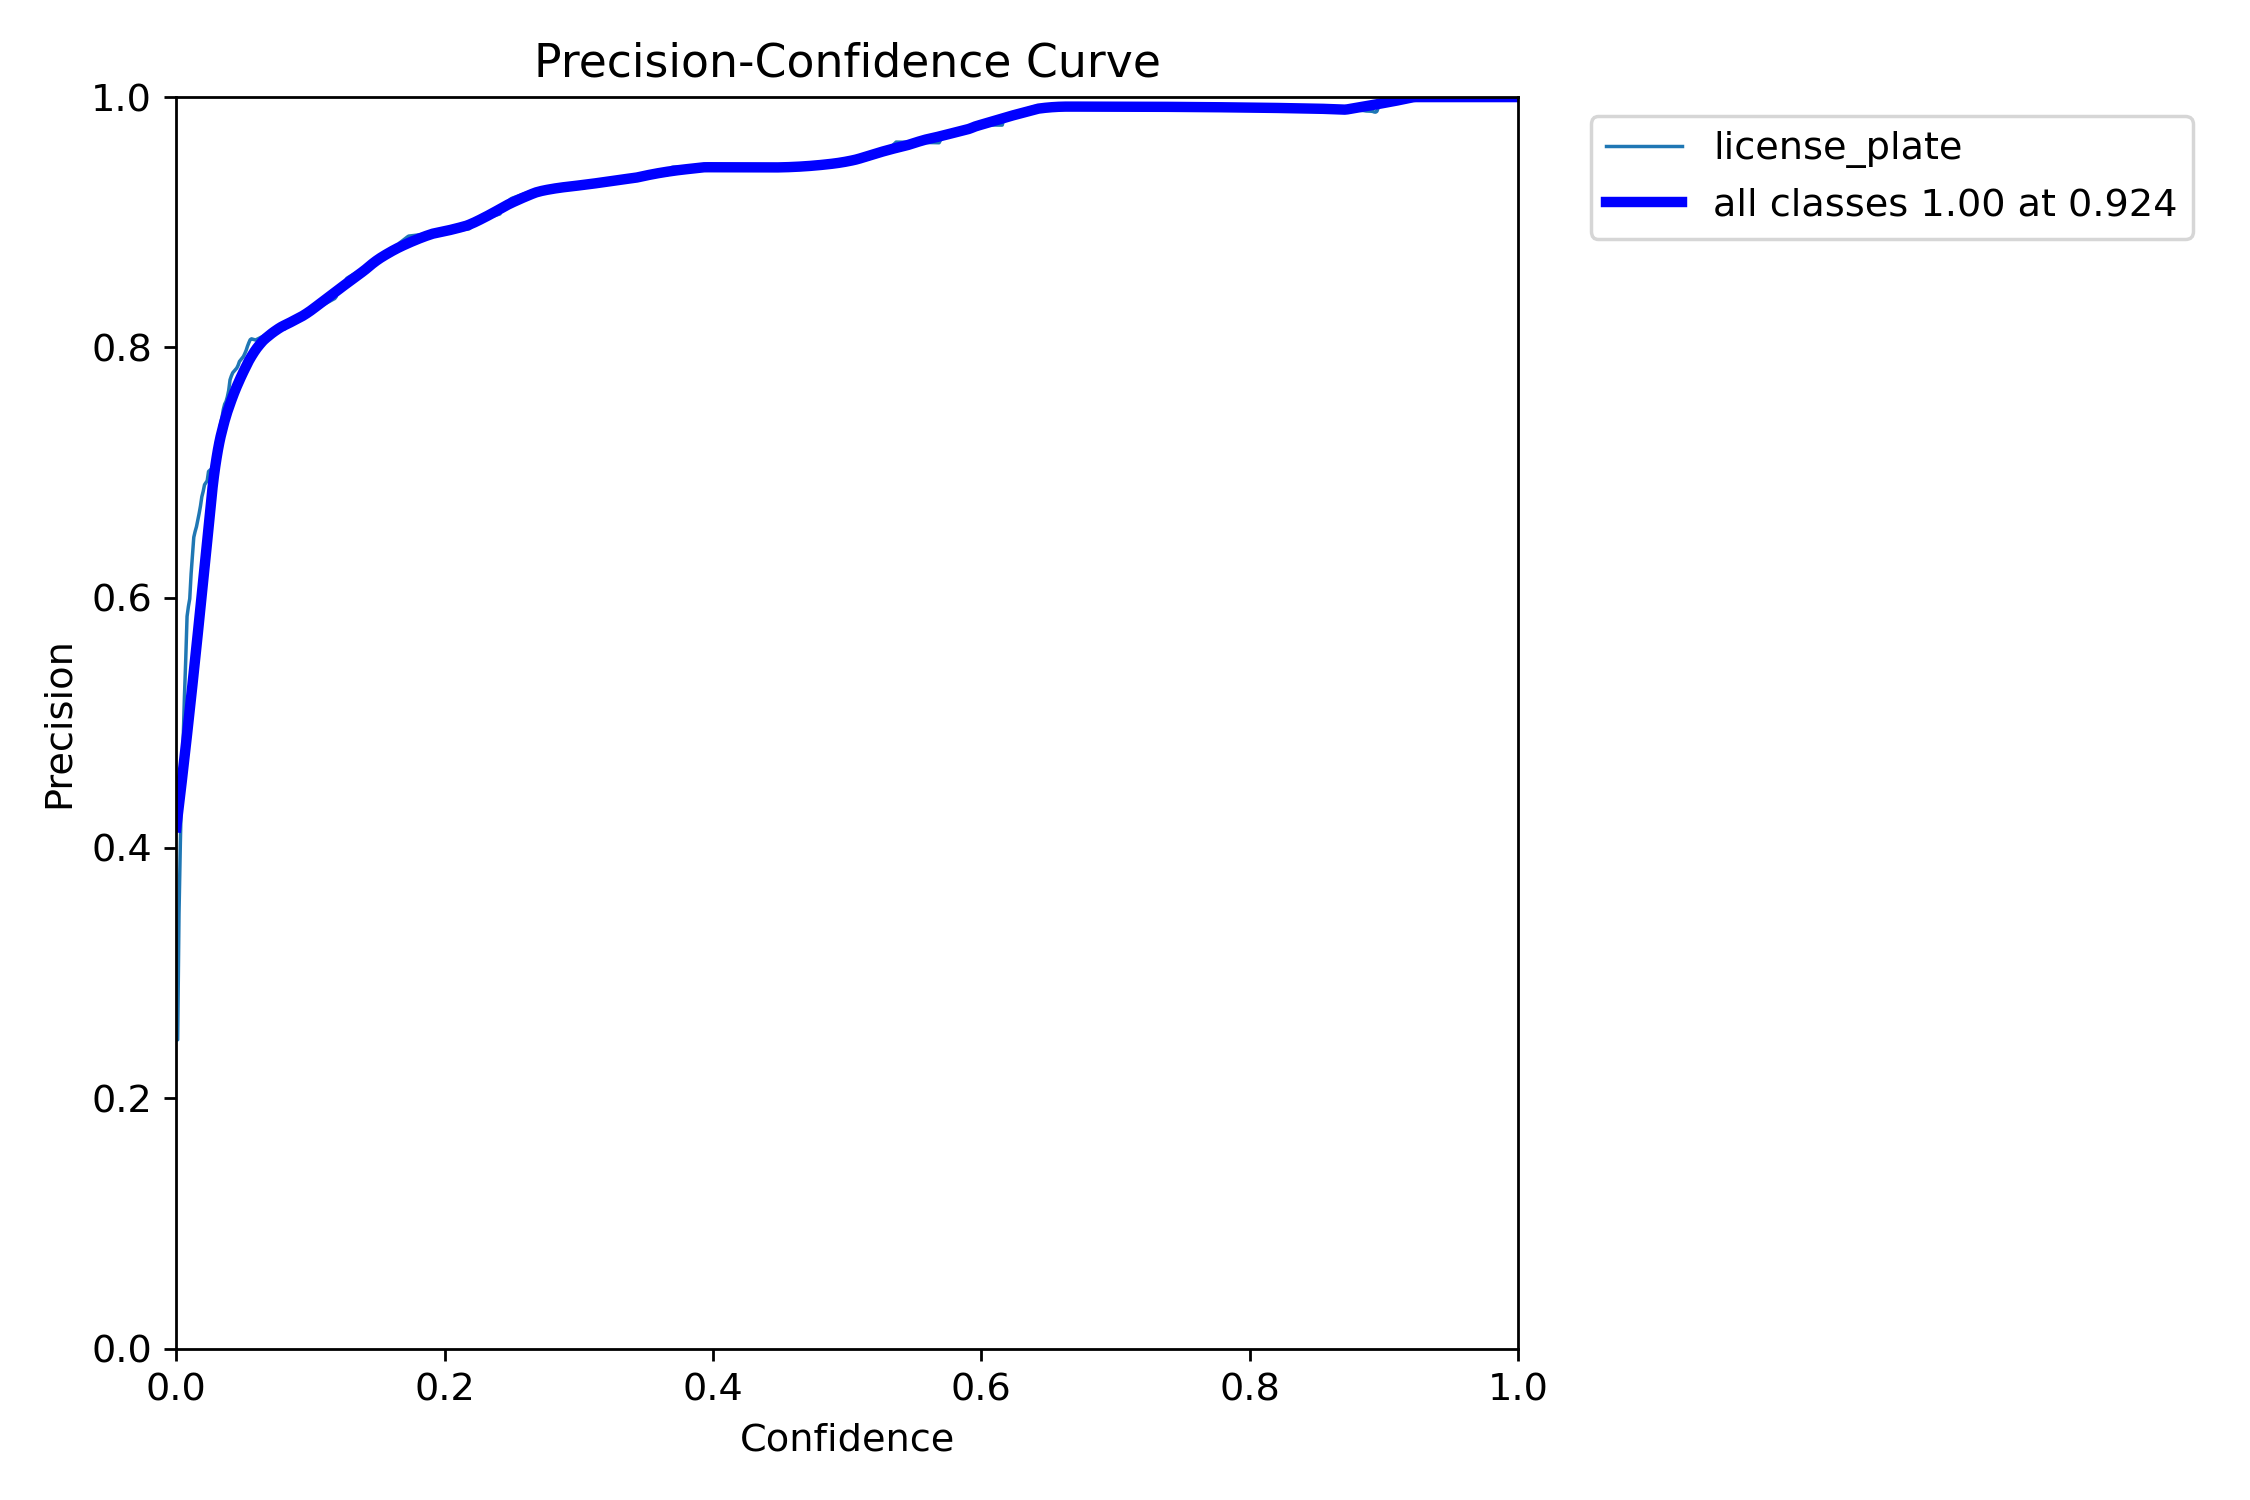 Precision-Confidence Curve
1.0
0.8
0.6
0.4
0.2
0.0
Precision
0.0 0.2 0.4 0.6 0.8 1.0
Confidence
license_plate
all classes 1.00 at 0.924